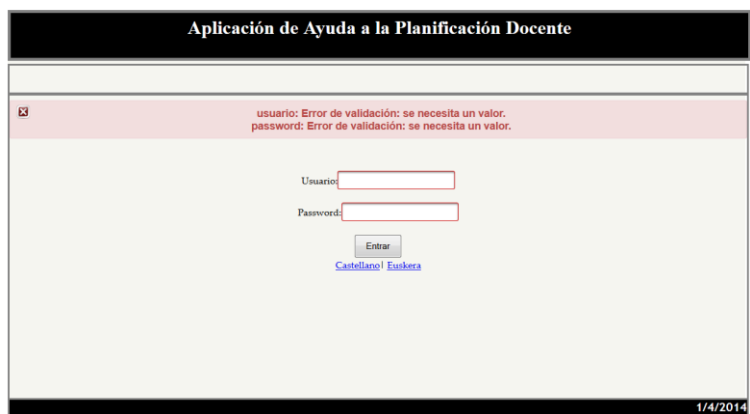 Aplicación de Ayuda a la Planificación Docente
usuario: Error de validación: se necesita un valor.
password: Error de validación: se necesita un valor.
Usuario:
Password:
Entrar
Castellano| Euskera
1/4/2014